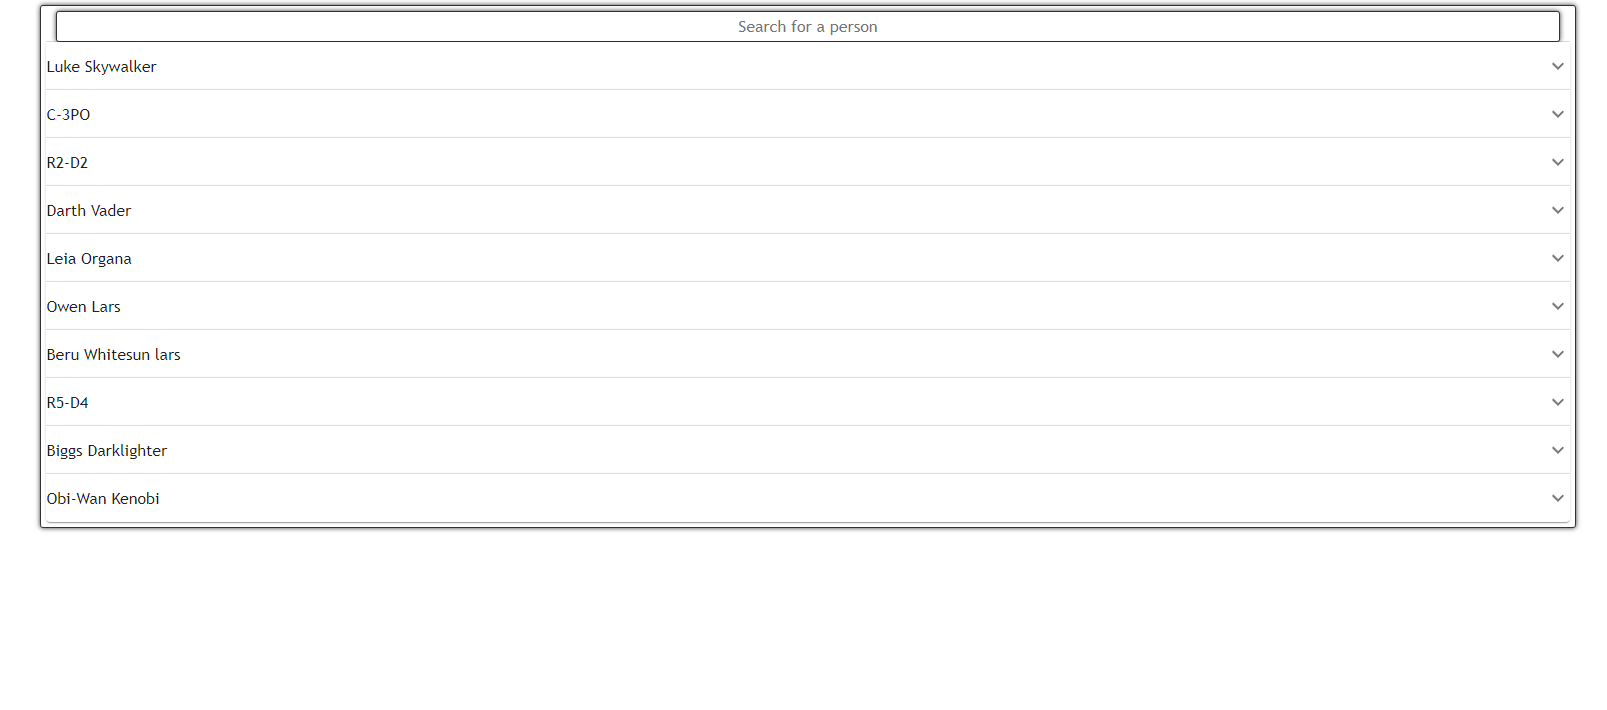 Search for a person
Luke Skywalker
C-3PO
R2-D2
Darth Vader
Leia Organa
Owen Lars
Beru Whitesun lars
R5-D4
Biggs Darklighter
Obi-Wan Kenobi